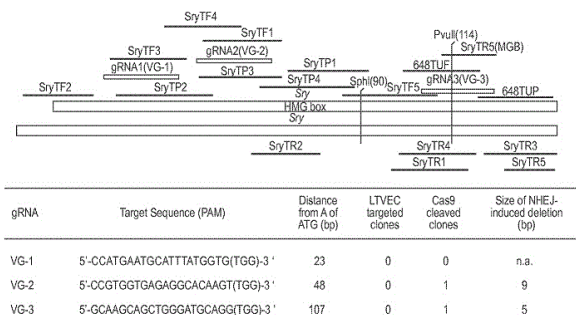 SryTF4
PvuII(114)
SryTF1
SryTR5(MGB)
SryTF3
gRNA2(VG-2)
SryTP1
648TUF
gRNA1(VG-1)
SryTP3
SphI(90)
gRNA3(VG-3)
SryTF2
SryTP2
SryTP4
Sry
SryTF5
648TUP
HMG box
Sry
SryTR2
SryTR4
SryTR3
SryTR1
SryTR5
gRNA
Target Sequence (PAM)
Distance from A of ATG (bp)
LTVEC targeted clones
Cas9 cleaved clones
Size of NHEJ-induced deletion (bp)
VG-1 5'-CCATGAATGCATTTATGGTG(TGG)-3 ' 23 0 0 n.a.
VG-2 5'-CCGTGGTGAGAGGCACAAGT(TGG)-3 ' 48 0 1 9
VG-3 5'-GCAAGCAGCTGGGATGCAGG(TGG)-3 ' 107 0 1 5